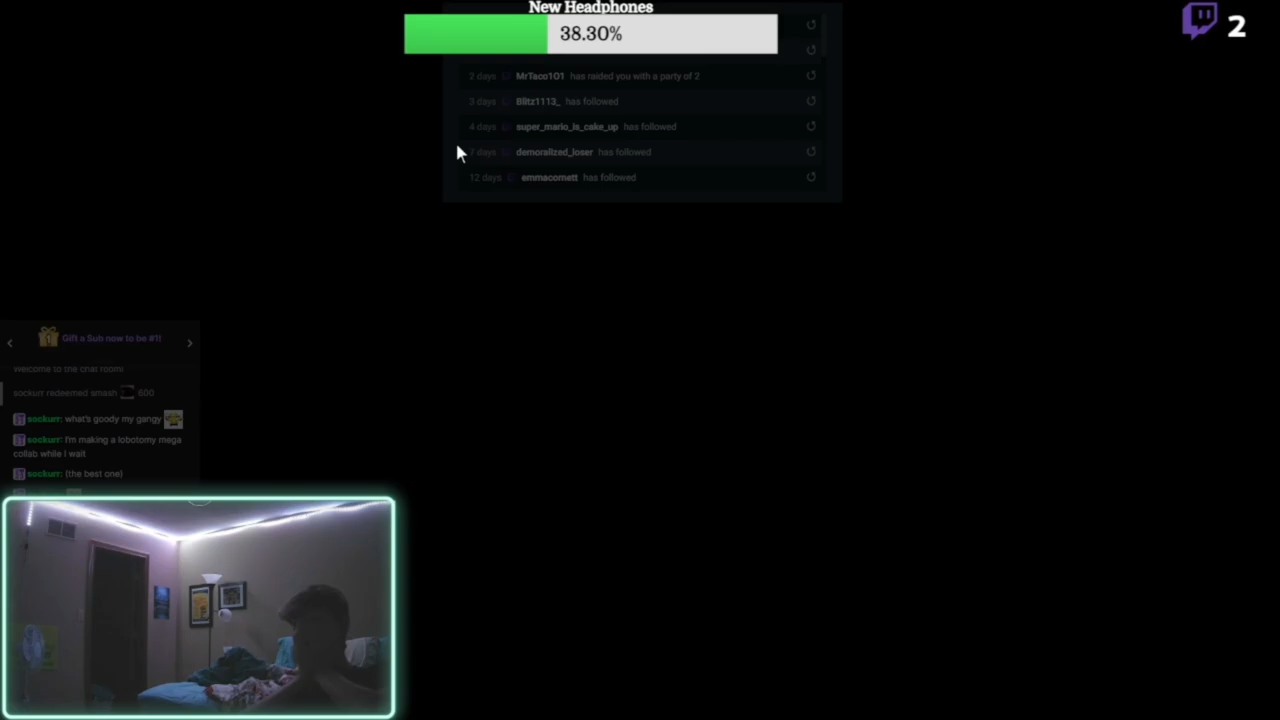 New Headphones
38.30%
2
2 days MrTaco101 has raided you with a party of 2
3 days Blitz1113_ has followed
4 days super_mario_is_cake_up has followed
days demoralized_loser has followed
12 days emmacornett has followed
Gift a Sub now to be #1!
Welcome to the chat room!
sockurr redeemed smash 600
sockurr: what's goody my gangy
sockurr: I'm making a lobotomy mega
collab while I wait
sockurr: (the best one)